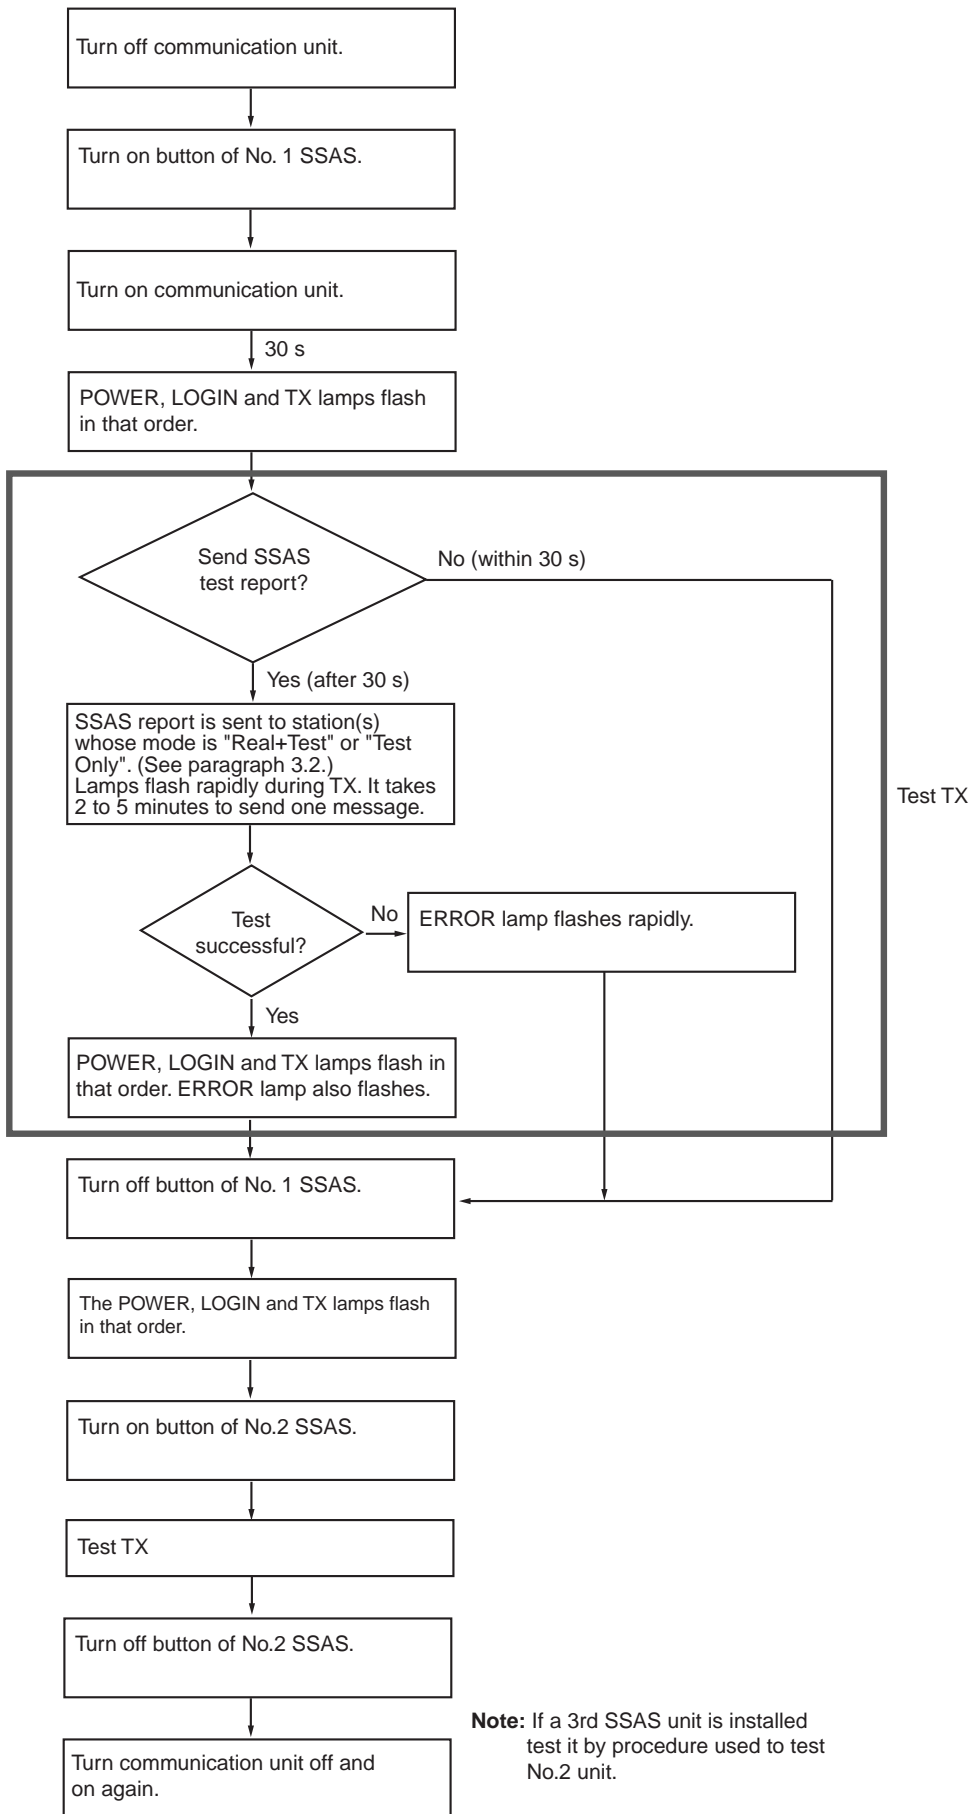 Turn off communication unit.
Turn on button of No. 1 SSAS.
Turn on communication unit.
30 s
POWER, LOGIN and TX lamps flash
in that order.
Send SSAS
test report?
No (within 30 s)
Yes (after 30 s)
SSAS report is sent to station(s)
whose mode is "Real+Test" or "Test
Only". (See paragraph 3.2.)
Lamps flash rapidly during TX. It takes
2 to 5 minutes to send one message.
Test TX
Test
successful?
No
ERROR lamp flashes rapidly.
Yes
POWER, LOGIN and TX lamps flash in
that order. ERROR lamp also flashes.
Turn off button of No. 1 SSAS.
The POWER, LOGIN and TX lamps flash
in that order.
Turn on button of No.2 SSAS.
Test TX
Turn off button of No.2 SSAS.
Turn communication unit off and
on again.
Note: If a 3rd SSAS unit is installed
test it by procedure used to test
No.2 unit.